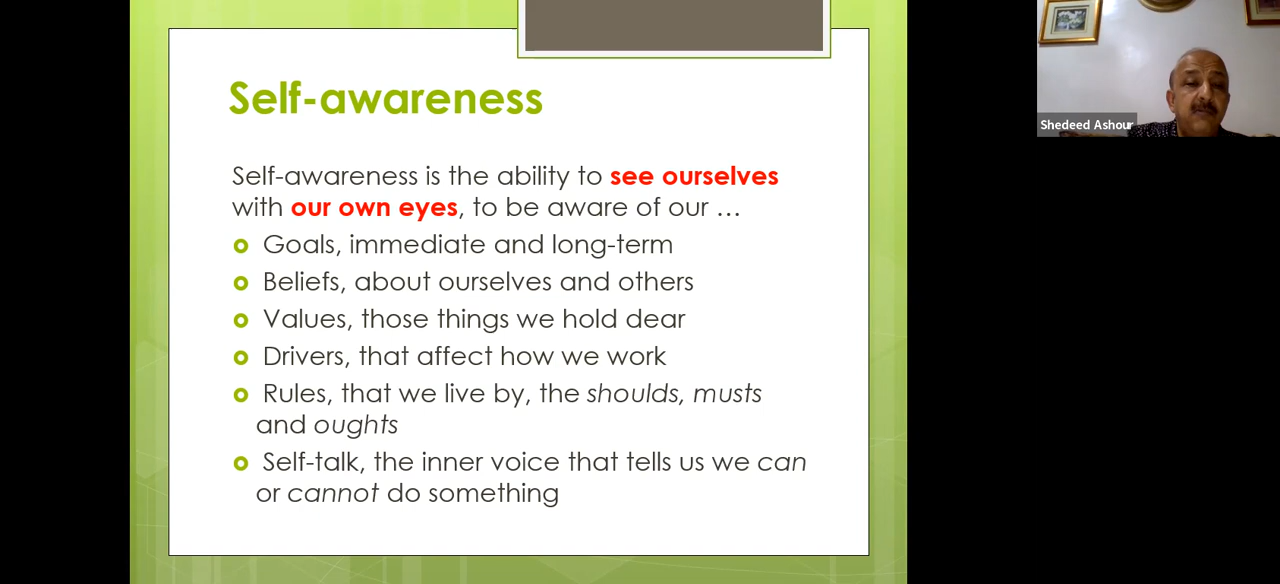 Self-awareness
Self-awareness is the ability to see ourselves
with our own eyes, to be aware of our …
Goals, immediate and long-term
Beliefs, about ourselves and others
Values, those things we hold dear
Drivers, that affect how we work
Rules, that we live by, the shoulds, musts
and oughts
Self-talk, the inner voice that tells us we can
or cannot do something
Shedeed Ashour